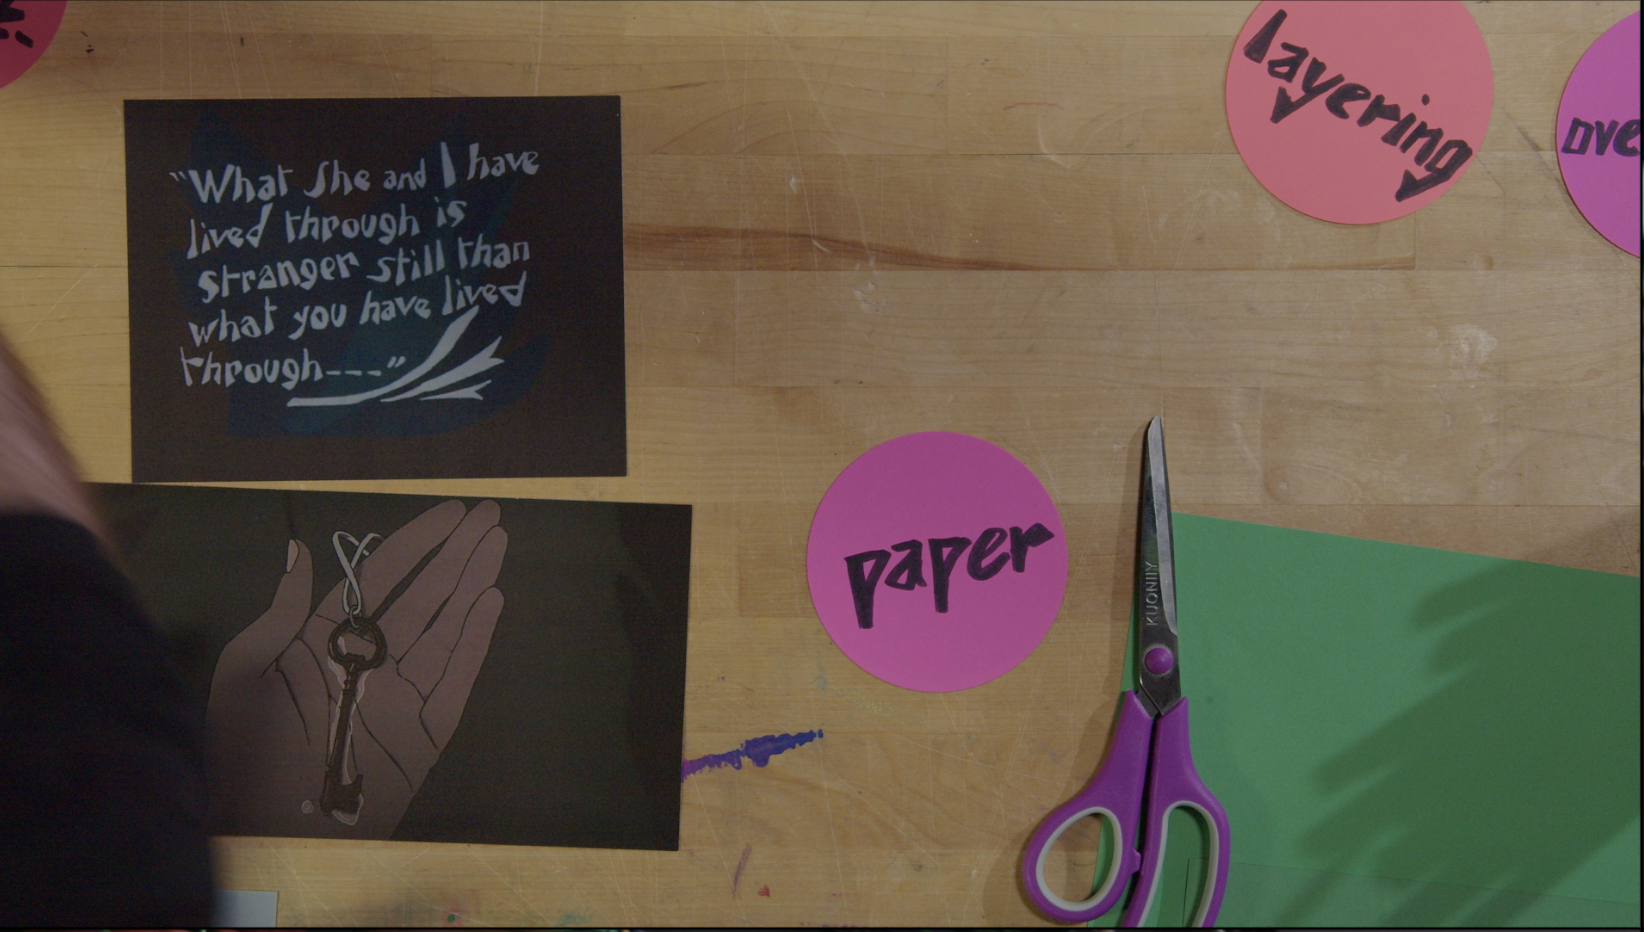 "What She and I have
lived through is
stranger still than
what you have lived
through----"
layering
paper
KUONIIY